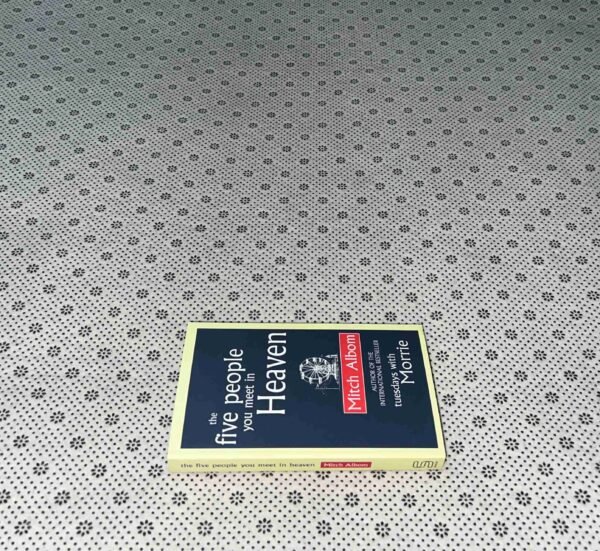 the
five people
you meet in
Heaven
Mitch Albom
AUTHOR OF THE
INTERNATIONAL BESTSELLER
tuesdays with
Morrie
the five people you meet in heaven Mitch Albom